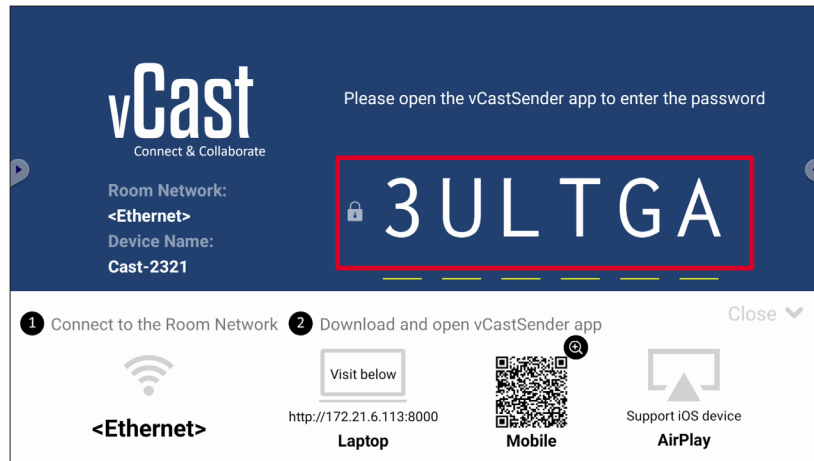 vCast
Connect & Collaborate
Please open the vCastSender app to enter the password
Room Network:
<Ethernet>
Device Name:
Cast-2321
3ULTGA
1 Connect to the Room Network
2 Download and open vCastSender app
Close
<Ethernet>
Visit below
http://172.21.6.113:8000
Laptop
Mobile
Support iOS device
AirPlay